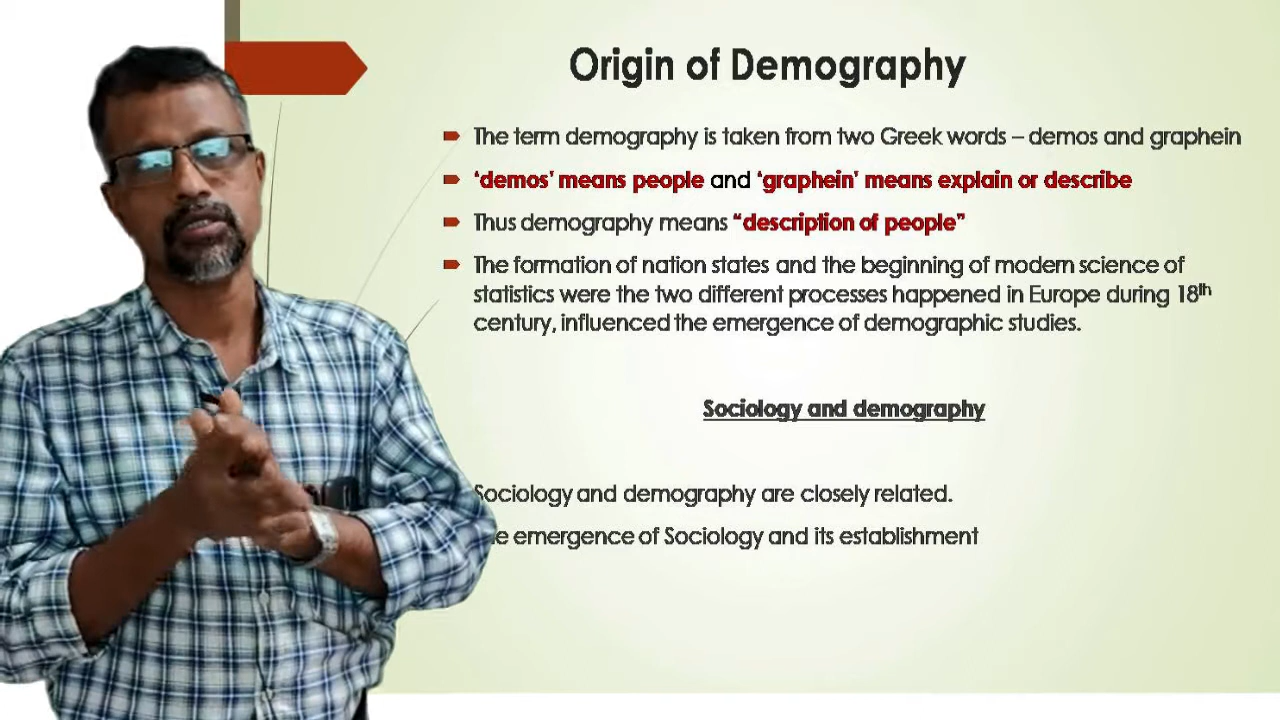 Origin of Demography
The term demography is taken from two Greek words – demos and graphein
‘demos’ means people and ‘graphein’ means explain or describe
Thus demography means “description of people”
The formation of nation states and the beginning of modern science of
statistics were the two different processes happened in Europe during 18th
century, influenced the emergence of demographic studies.
Sociology and demography
Sociology and demography are closely related.
emergence of Sociology and its establishment